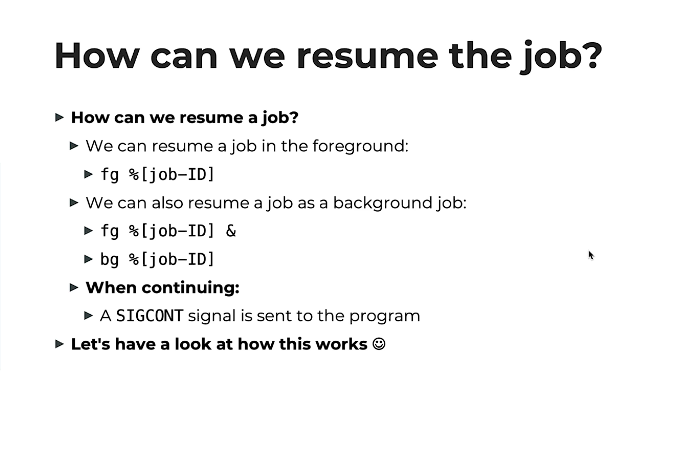 How can we resume the job?
How can we resume a job?
We can resume a job in the foreground:
fg %[job-ID]
We can also resume a job as a background job:
fg %[job-ID] &
bg %[job-ID]
When continuing:
A SIGCONT signal is sent to the program
Let's have a look at how this works ☺